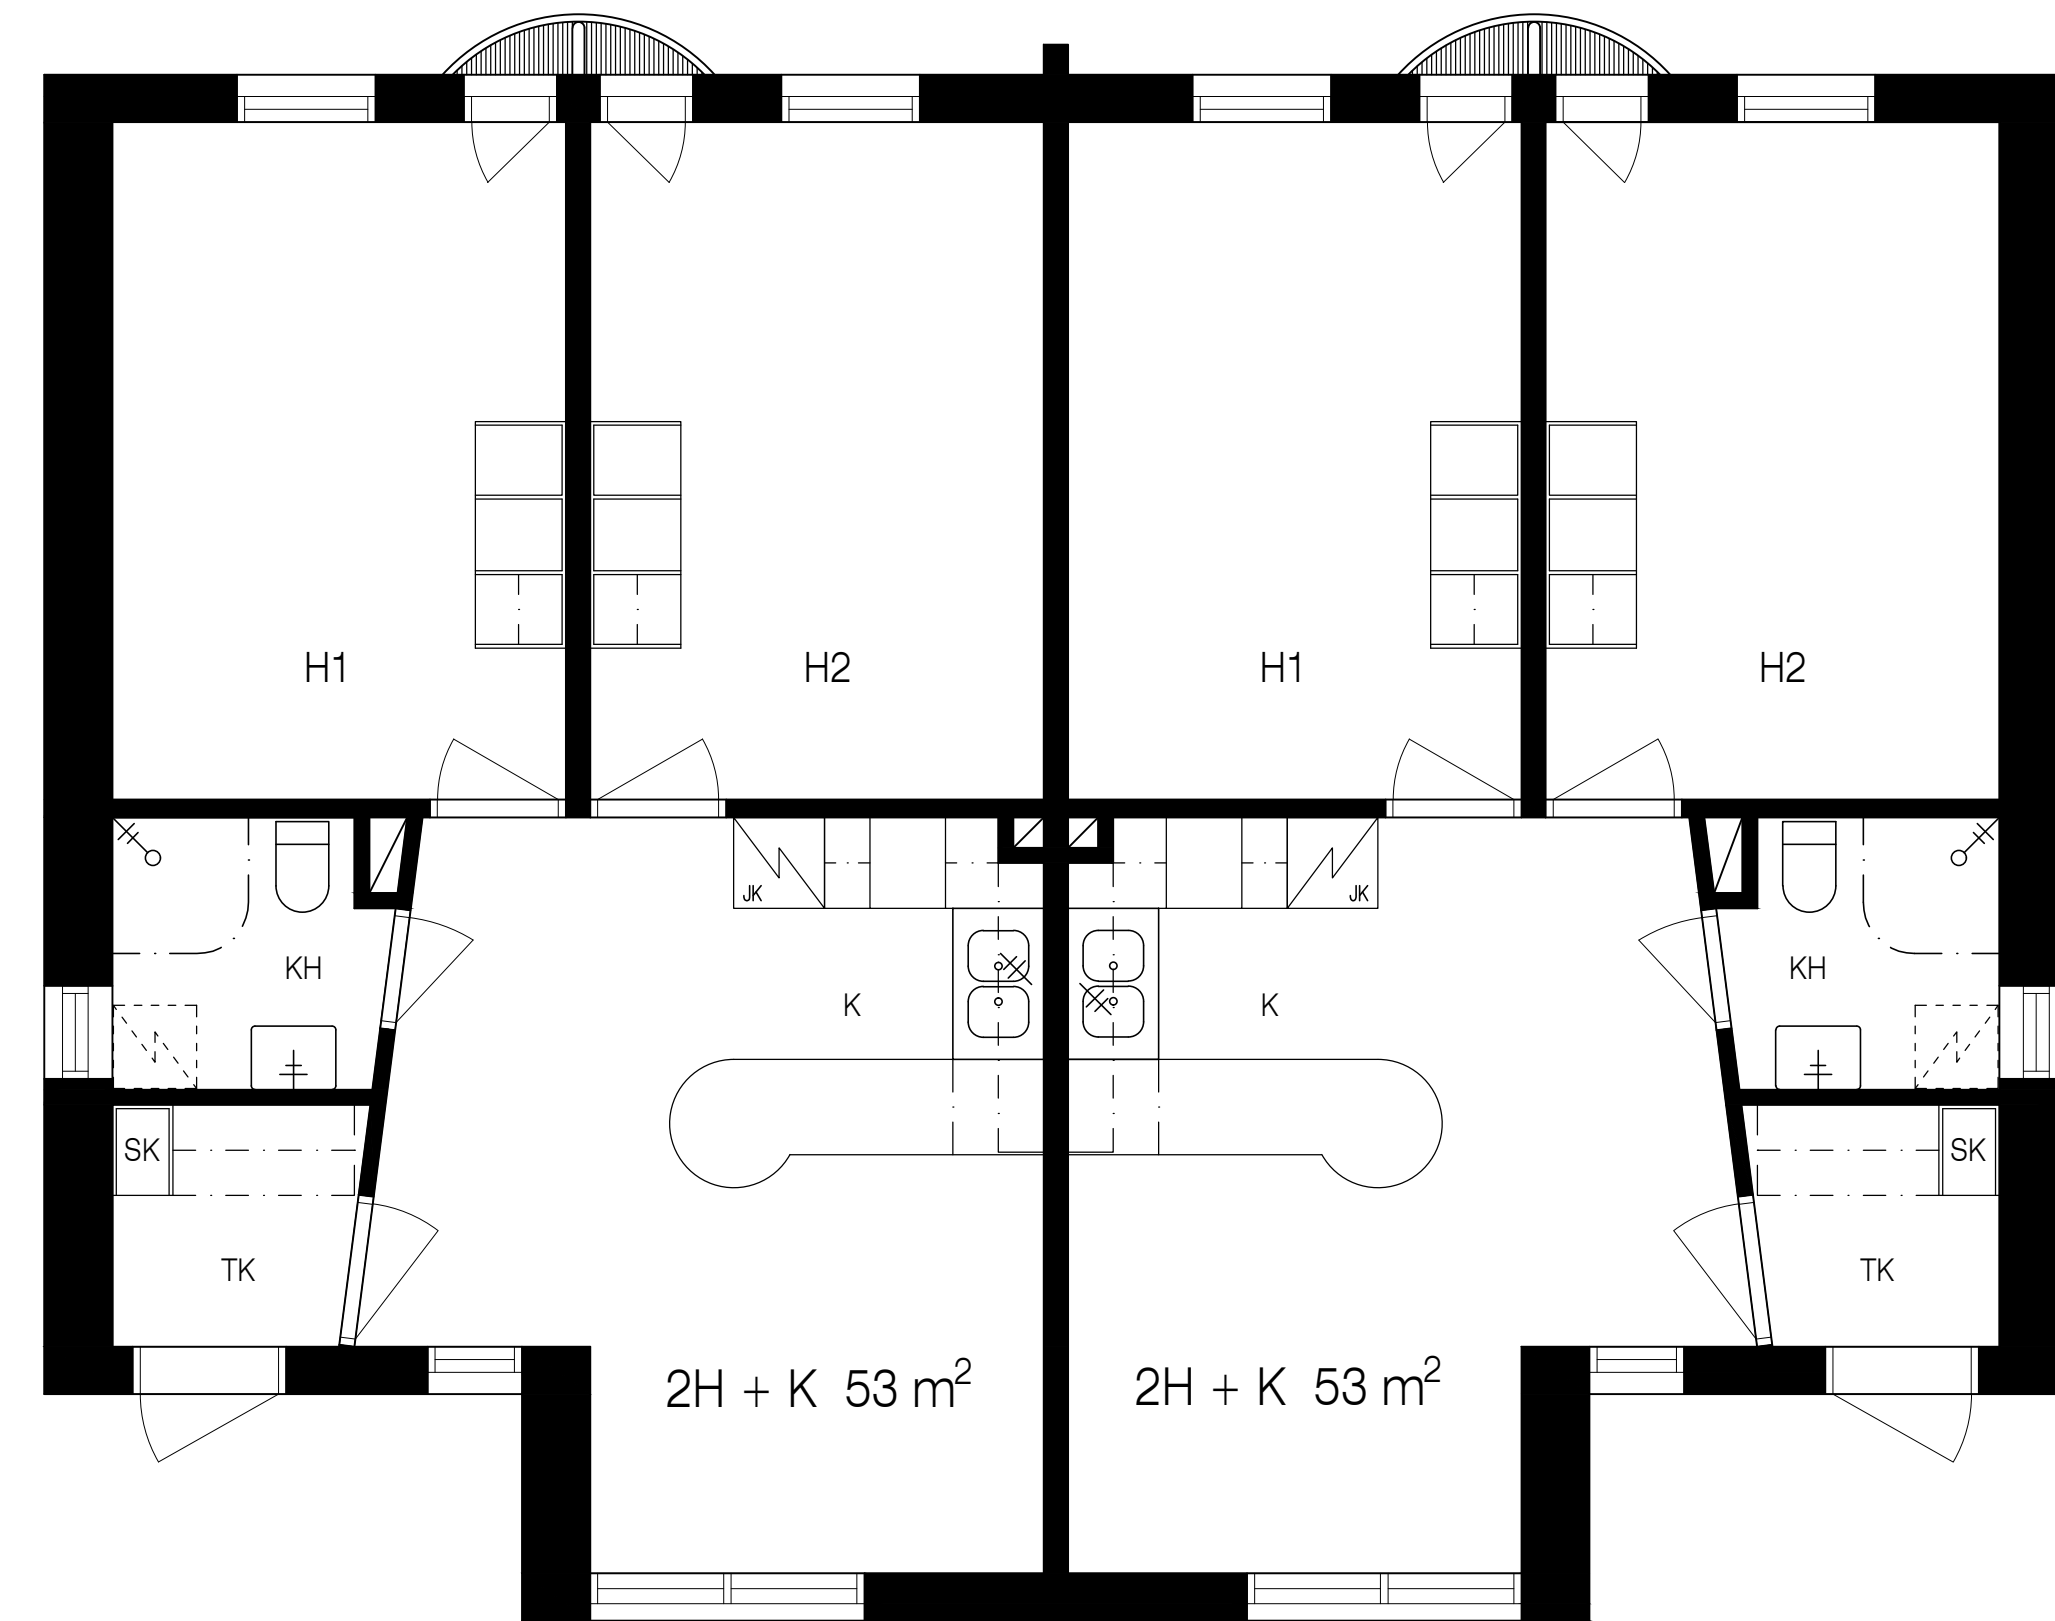 H1 H2 H1 H2
JK JK
KH K K KH
SK SK
TK TK
2H + K 53 m² 2H + K 53 m²